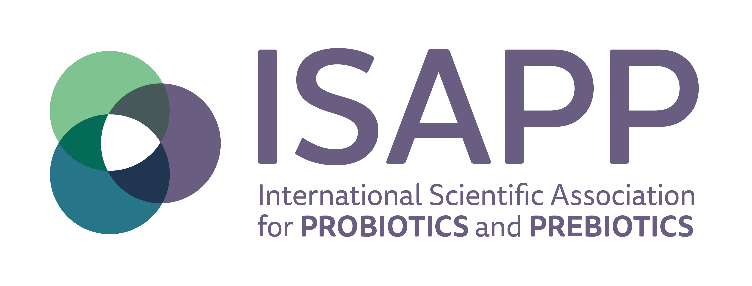 ISAPP
International Scientific Association
for PROBIOTICS and PREBIOTICS